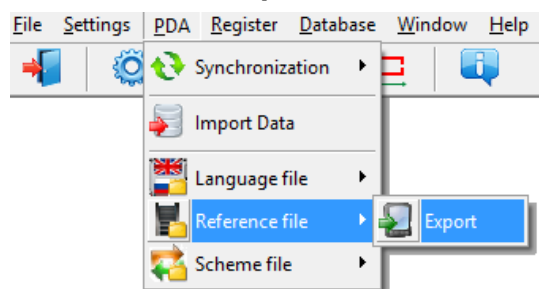 File Settings PDA Register Database Window Help
Synchronization
Import Data
Language file
Reference file
Export
Scheme file